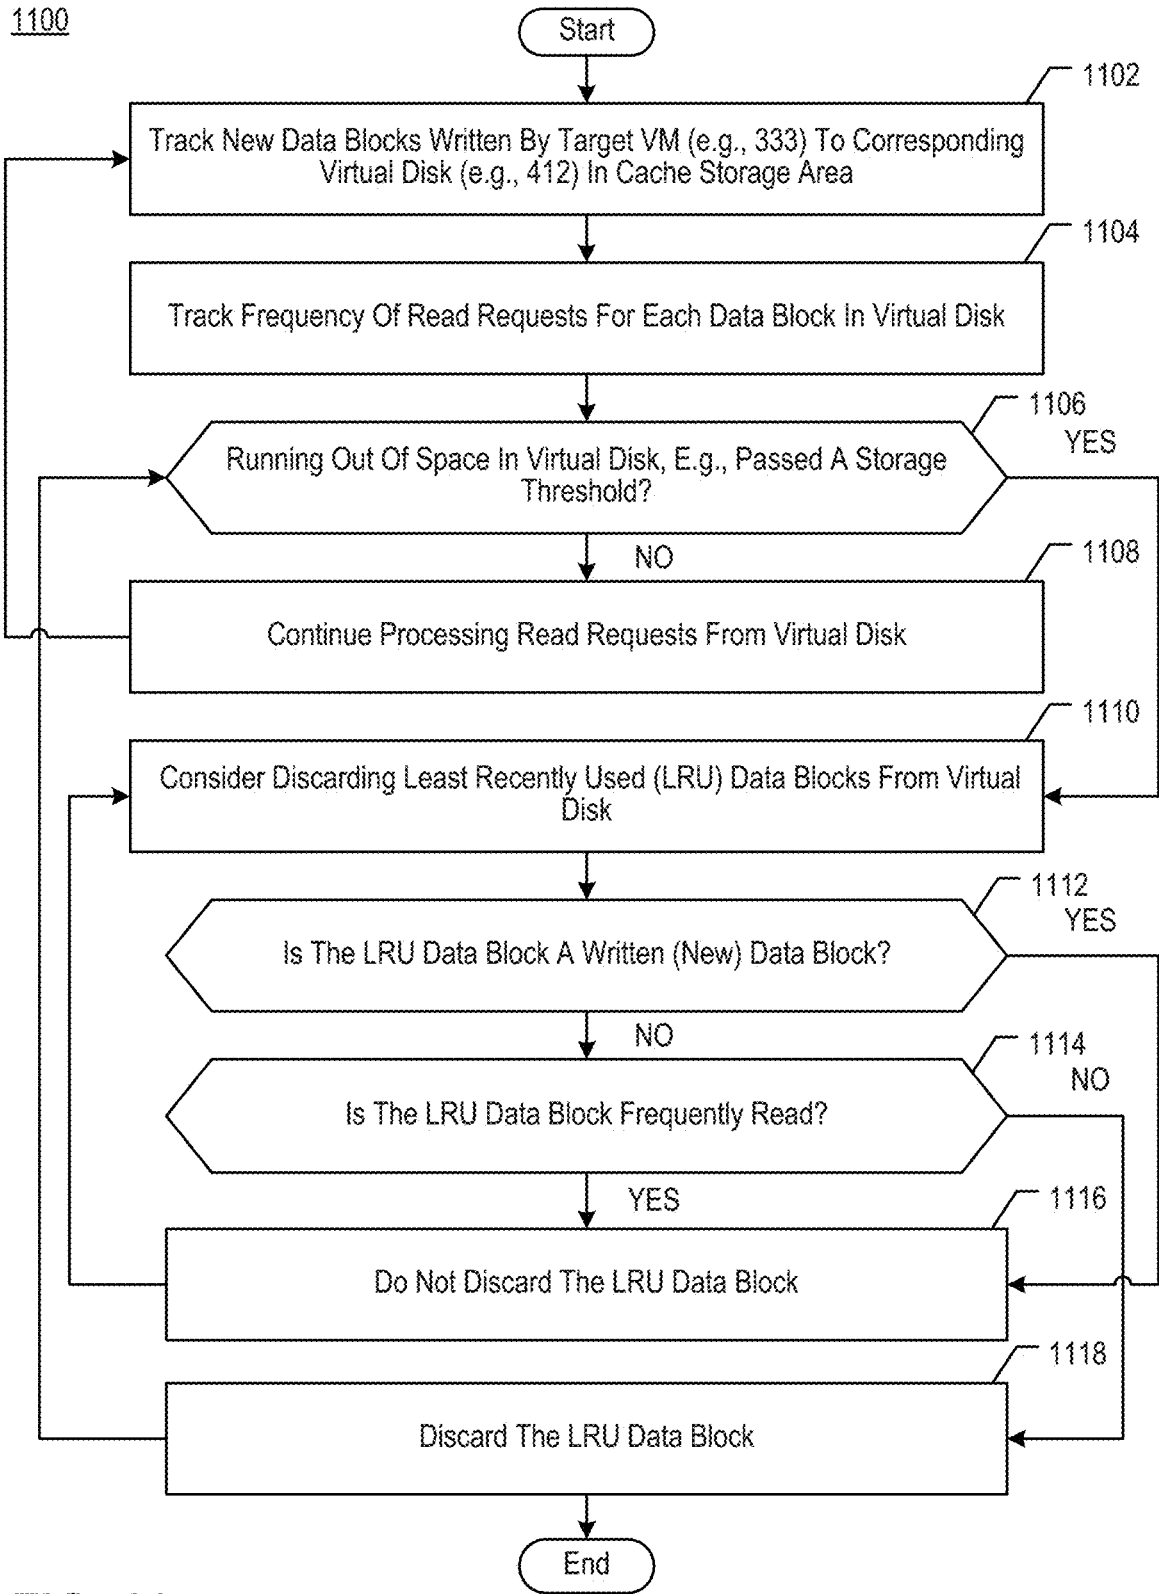 1100
Start
1102
Track New Data Blocks Written By Target VM (e.g., 333) To Corresponding
Virtual Disk (e.g., 412) In Cache Storage Area
1104
Track Frequency Of Read Requests For Each Data Block In Virtual Disk
1106
YES
Running Out Of Space In Virtual Disk, E.g., Passed A Storage
Threshold?
NO
1108
Continue Processing Read Requests From Virtual Disk
1110
Consider Discarding Least Recently Used (LRU) Data Blocks From Virtual
Disk
1112
YES
Is The LRU Data Block A Written (New) Data Block?
NO
1114
NO
Is The LRU Data Block Frequently Read?
YES
1116
Do Not Discard The LRU Data Block
1118
Discard The LRU Data Block
End